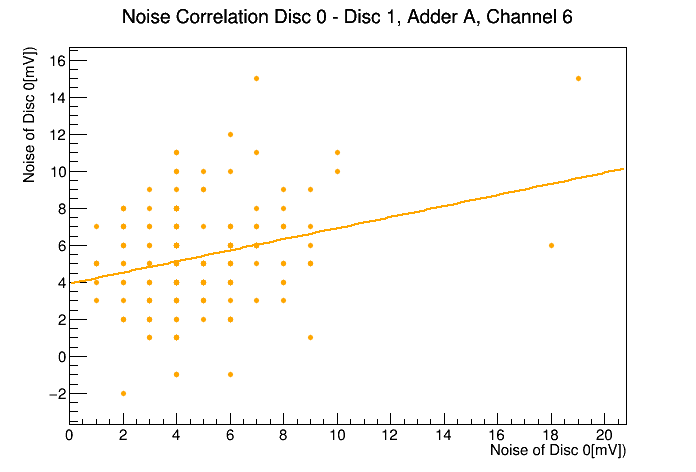 Noise Correlation Disc 0 - Disc 1, Adder A, Channel 6
Noise of Disc 0[mV])
16
14
12
10
8
6
4
2
0
−2
0 2 4 6 8 10 12 14 16 18 20
Noise of Disc 0[mV])